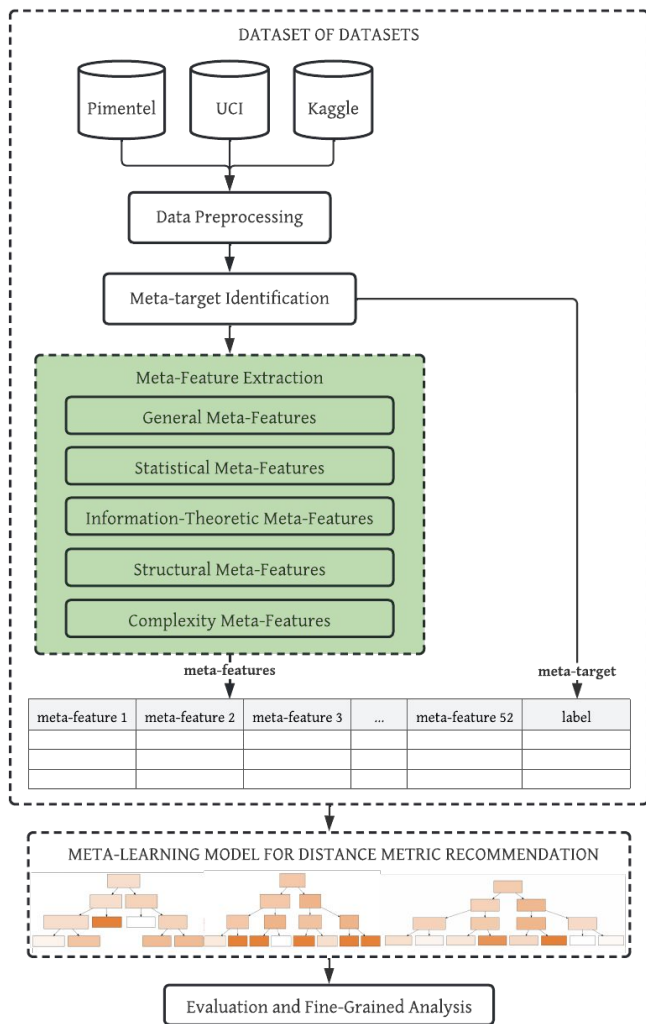 DATASET OF DATASETS
Pimentel
UCI
Kaggle
Data Preprocessing
Meta-target Identification
Meta-Feature Extraction
General Meta-Features
Statistical Meta-Features
Information-Theoretic Meta-Features
Structural Meta-Features
Complexity Meta-Features
meta-features
meta-target
meta-feature 1
meta-feature 2
meta-feature 3
...
meta-feature 52
label
META-LEARNING MODEL FOR DISTANCE METRIC RECOMMENDATION
Evaluation and Fine-Grained Analysis